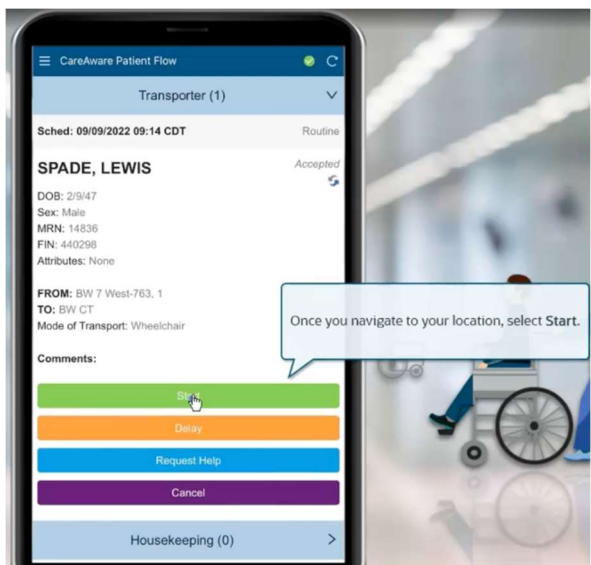 CareAware Patient Flow
Transporter (1)
Sched: 09/09/2022 09:14 CDT Routine
SPADE, LEWIS Accepted
DOB: 2/9/47
Sex: Male
MRN: 14836
FIN: 440298
Attributes: None
FROM: BW 7 West-763, 1
TO: BW CT
Mode of Transport: Wheelchair
Once you navigate to your location, select Start.
Comments:
Start
Delay
Request Help
Cancel
Housekeeping (0)